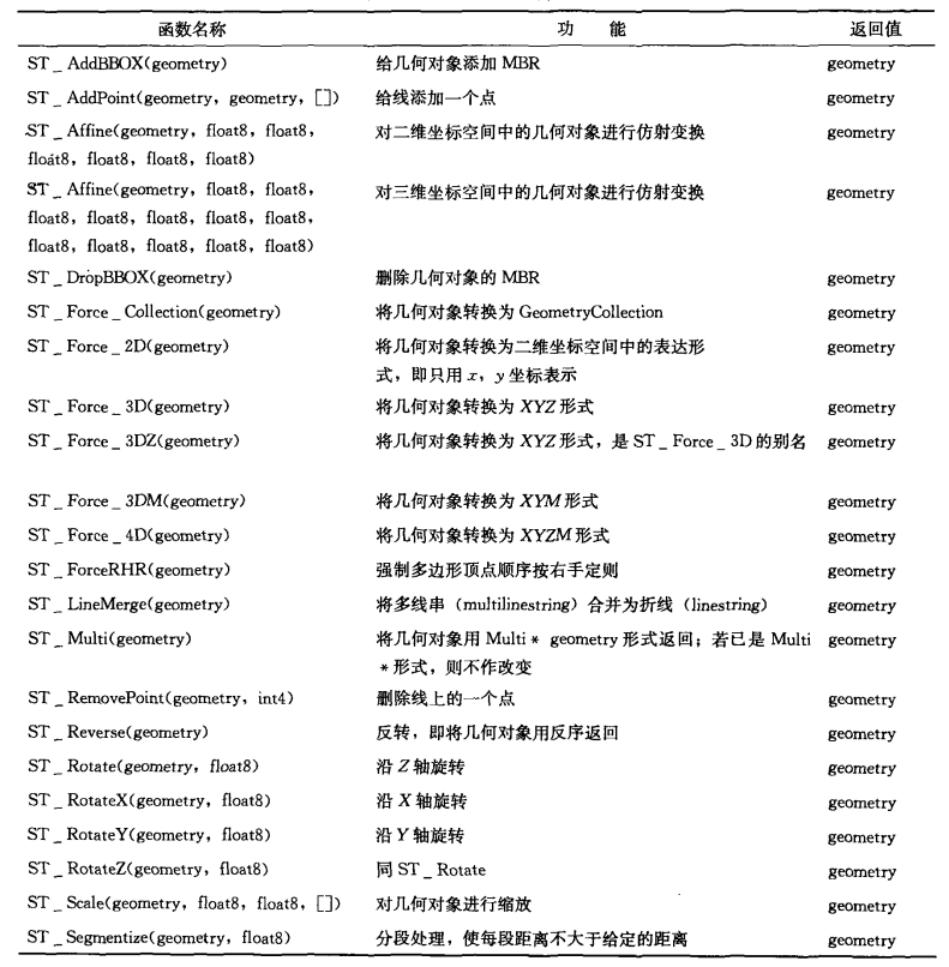 函数名称 功 能 返回值
ST _ AddBBOX(geometry) 给几何对象添加 MBR geometry
ST _ AddPoint(geometry, geometry, []) 给线添加一个点 geometry
ST _ Affine(geometry, float8, float8, 对二维坐标空间中的几何对象进行仿射变换 geometry
float8, float8, float8, float8)
ST _ Affine(geometry, float8, float8, 对三维坐标空间中的几何对象进行仿射变换 geometry
float8, float8, float8, float8, float8,
float8, float8, float8, float8, float8)
ST _ DropBBOX(geometry) 删除几何对象的 MBR geometry
ST _ Force _ Collection(geometry) 将几何对象转换为 GeometryCollection geometry
ST _ Force _ 2D(geometry) 将几何对象转换为二维坐标空间中的表达形 geometry
式，即只用 x, y 坐标表示
ST _ Force _ 3D(geometry) 将几何对象转换为 XYZ 形式 geometry
ST _ Force _ 3DZ(geometry) 将几何对象转换为 XYZ 形式，是 ST _ Force _ 3D 的别名 geometry
ST _ Force _ 3DM(geometry) 将几何对象转换为 XYM 形式 geometry
ST _ Force _ 4D(geometry) 将几何对象转换为 XYZM 形式 geometry
ST _ ForceRHR(geometry) 强制多边形顶点顺序按右手定则 geometry
ST _ LineMerge(geometry) 将多线串（multilinestring）合并为折线（linestring） geometry
ST _ Multi(geometry) 将几何对象用 Multi * geometry 形式返回；若已是 Multi geometry
* 形式，则不作改变
ST _ RemovePoint(geometry, int4) 删除线上的一个点 geometry
ST _ Reverse(geometry) 反转，即将几何对象用反序返回 geometry
ST _ Rotate(geometry, float8) 沿 Z 轴旋转 geometry
ST _ RotateX(geometry, float8) 沿 X 轴旋转 geometry
ST _ RotateY(geometry, float8) 沿 Y 轴旋转 geometry
ST _ RotateZ(geometry, float8) 同 ST _ Rotate geometry
ST _ Scale(geometry, float8, float8, []) 对几何对象进行缩放 geometry
ST _ Segmentize(geometry, float8) 分段处理，使每段距离不大于给定的距离 geometry